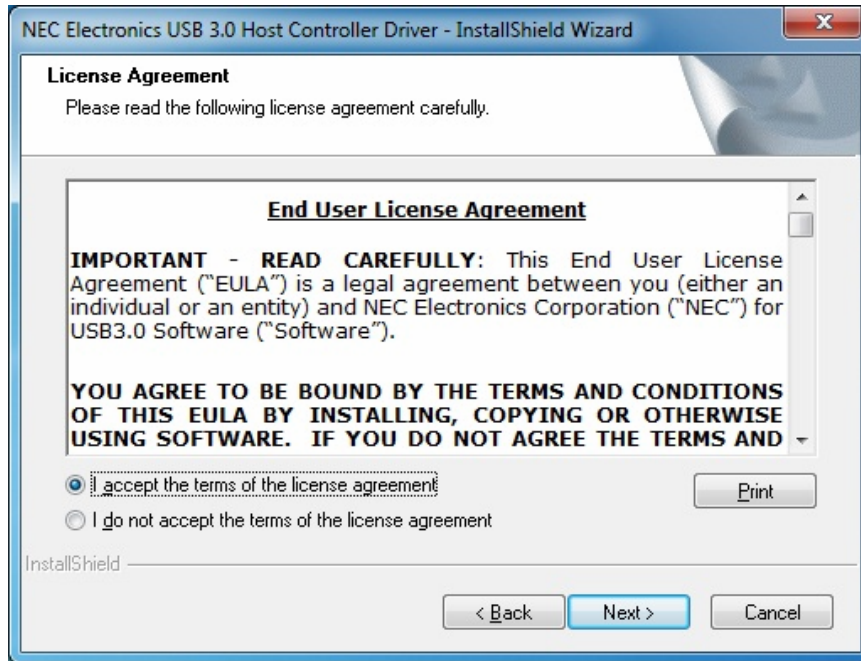 NEC Electronics USB 3.0 Host Controller Driver - InstallShield Wizard
License Agreement
Please read the following license agreement carefully.
End User License Agreement
IMPORTANT - READ CAREFULLY: This End User License
Agreement (“EULA”) is a legal agreement between you (either an
individual or an entity) and NEC Electronics Corporation (“NEC”) for
USB3.0 Software (“Software”).
YOU AGREE TO BE BOUND BY THE TERMS AND CONDITIONS
OF THIS EULA BY INSTALLING, COPYING OR OTHERWISE
USING SOFTWARE. IF YOU DO NOT AGREE THE TERMS AND
I accept the terms of the license agreement
Print
I do not accept the terms of the license agreement
InstallShield
< Back
Next >
Cancel